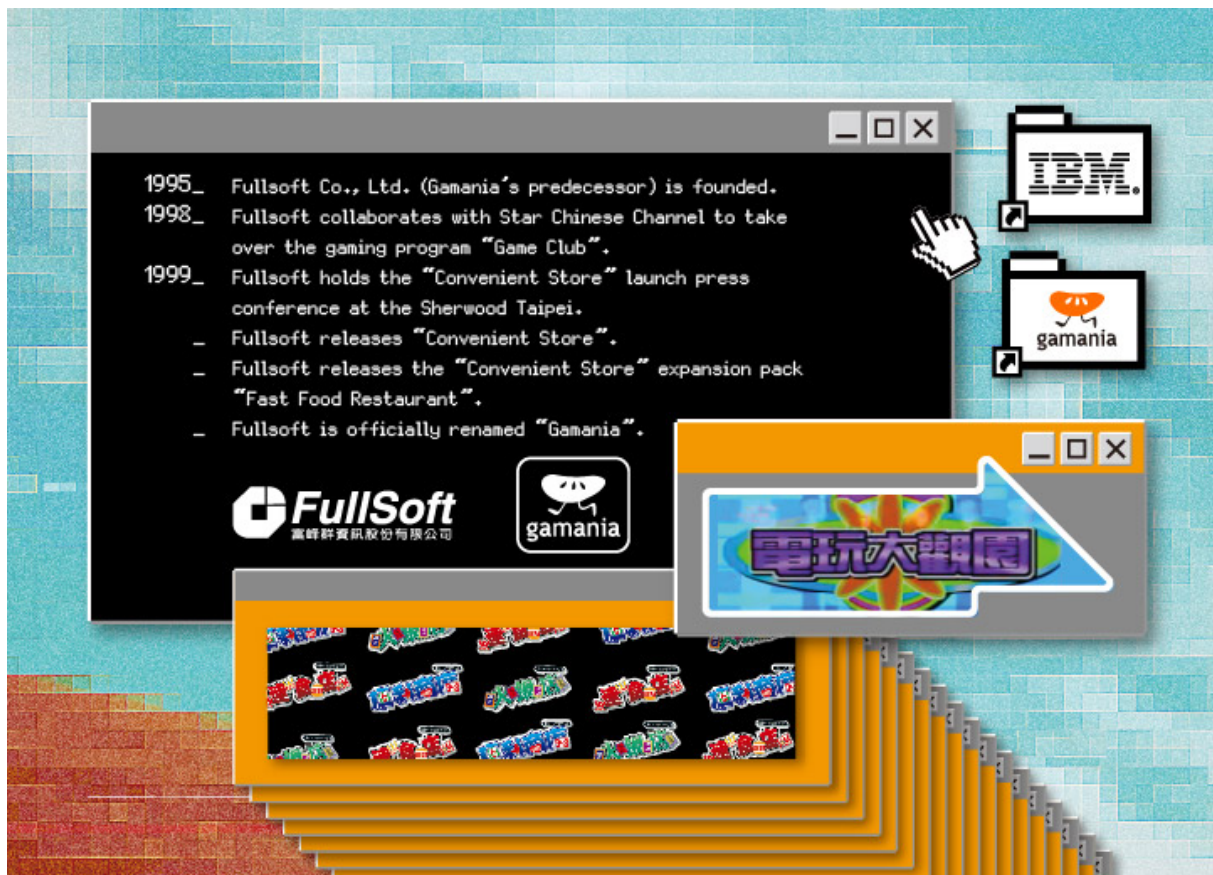 1995_ Fullsoft Co., Ltd. (Gamania's predecessor) is founded.
1998_ Fullsoft collaborates with Star Chinese Channel to take
over the gaming program "Game Club".
1999_ Fullsoft holds the "Convenient Store" launch press
conference at the Sherwood Taipei.
_ Fullsoft releases "Convenient Store".
_ Fullsoft releases the "Convenient Store" expansion pack
"Fast Food Restaurant".
_ Fullsoft is officially renamed "Gamania".
FullSoft
富峰群資訊股份有限公司
gamania
IBM
gamania
電玩大觀園